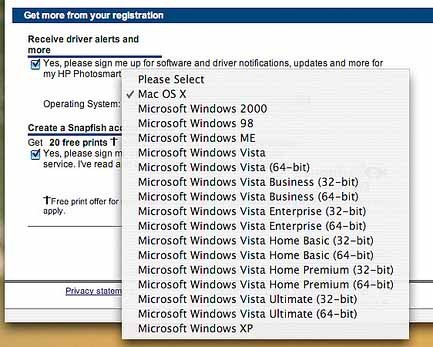 Get more from your registration
Receive driver alerts and
more
Yes, please sign me up for software and driver notifications, updates and more for
my HP Photosmart
Operating System:
Please Select
✓ Mac OS X
Microsoft Windows 2000
Microsoft Windows 98
Microsoft Windows ME
Microsoft Windows Vista
Microsoft Windows Vista (64-bit)
Microsoft Windows Vista Business (32-bit)
Microsoft Windows Vista Business (64-bit)
Microsoft Windows Vista Enterprise (32-bit)
Microsoft Windows Vista Enterprise (64-bit)
Microsoft Windows Vista Home Basic (32-bit)
Microsoft Windows Vista Home Basic (64-bit)
Microsoft Windows Vista Home Premium (32-bit)
Microsoft Windows Vista Home Premium (64-bit)
Microsoft Windows Vista Ultimate (32-bit)
Microsoft Windows Vista Ultimate (64-bit)
Microsoft Windows XP
Create a Snapfish acc
Get 20 free prints †
Yes, please sign m
service. I've read a
†Free print offer for
apply.
Privacy statem